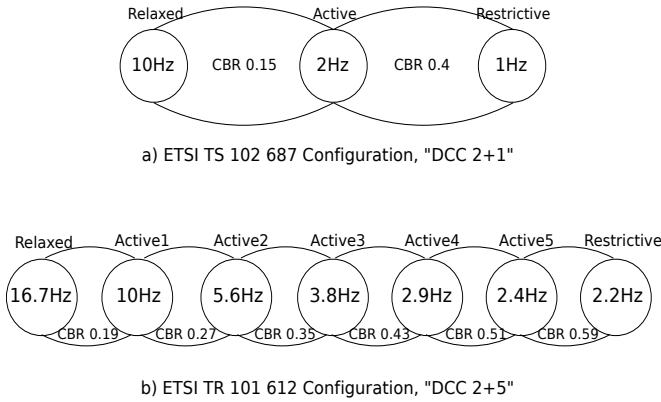 Relaxed Active Restrictive
10Hz CBR 0.15 2Hz CBR 0.4 1Hz
a) ETSI TS 102 687 Configuration, "DCC 2+1"
Relaxed Active1 Active2 Active3 Active4 Active5 Restrictive
16.7Hz 10Hz 5.6Hz 3.8Hz 2.9Hz 2.4Hz 2.2Hz
CBR 0.19 CBR 0.27 CBR 0.35 CBR 0.43 CBR 0.51 CBR 0.59
b) ETSI TR 101 612 Configuration, "DCC 2+5"